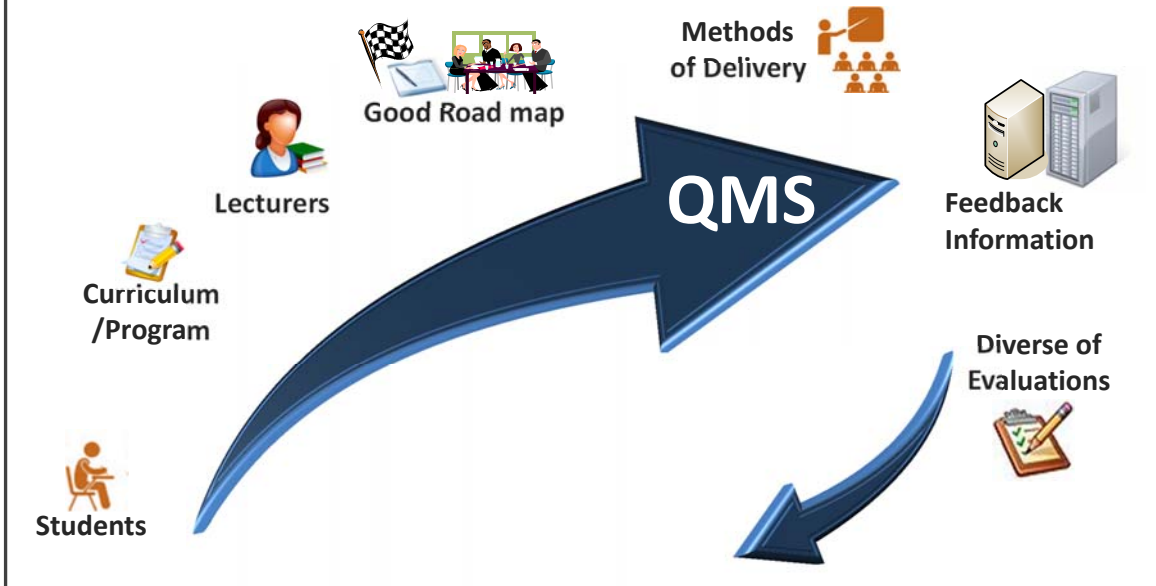 Students
Curriculum
/Program
Lecturers
Good Road map
Methods
of Delivery
QMS
Feedback
Information
Diverse of
Evaluations